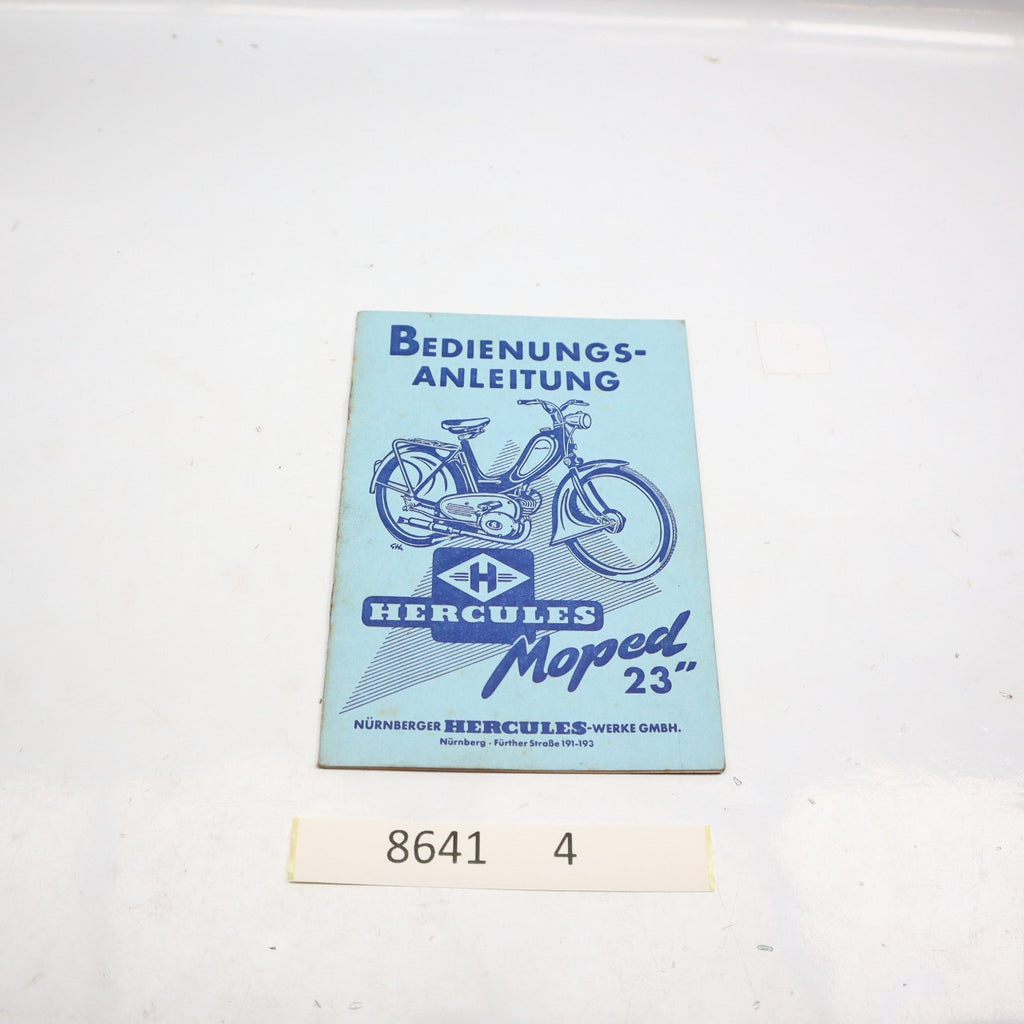 BEDIENUNGS-
ANLEITUNG
H
HERCULES
Moped
23"
NÜRNBERGER HERCULES-WERKE GMBH.
Nürnberg - Fürther Straße 191-193
8641 4